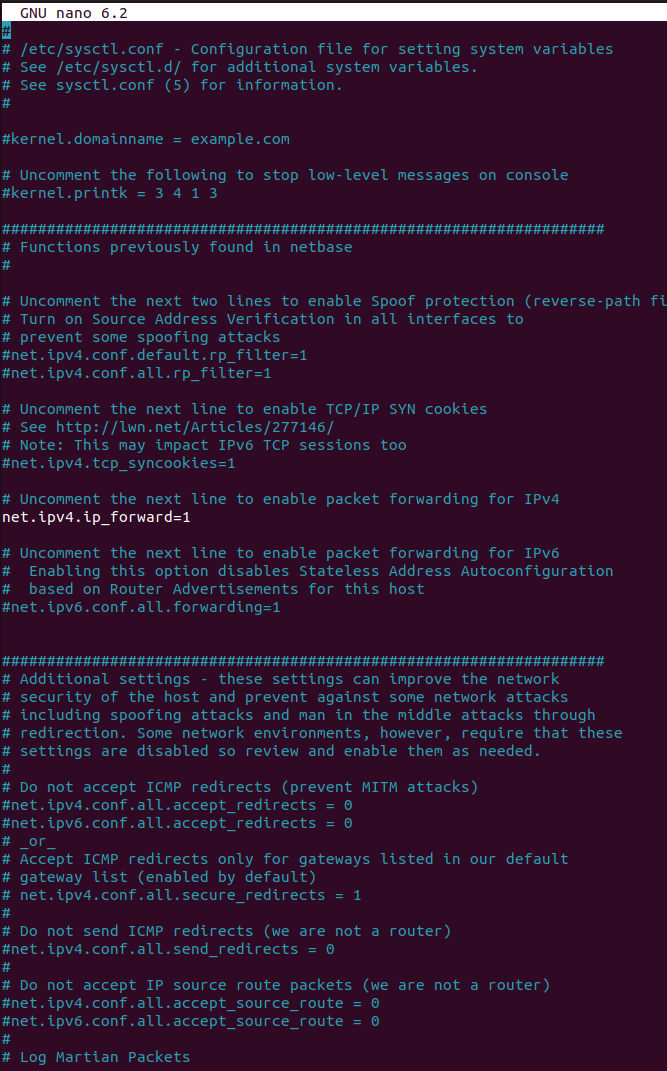 GNU nano 6.2
#
# /etc/sysctl.conf - Configuration file for setting system variables
# See /etc/sysctl.d/ for additional system variables.
# See sysctl.conf (5) for information.
#
#kernel.domainname = example.com
# Uncomment the following to stop low-level messages on console
#kernel.printk = 3 4 1 3
###################################################################
# Functions previously found in netbase
#
# Uncomment the next two lines to enable Spoof protection (reverse-path fi
# Turn on Source Address Verification in all interfaces to
# prevent some spoofing attacks
#net.ipv4.conf.default.rp_filter=1
#net.ipv4.conf.all.rp_filter=1
# Uncomment the next line to enable TCP/IP SYN cookies
# See http://lwn.net/Articles/277146/
# Note: This may impact IPv6 TCP sessions too
#net.ipv4.tcp_syncookies=1
# Uncomment the next line to enable packet forwarding for IPv4
net.ipv4.ip_forward=1
# Uncomment the next line to enable packet forwarding for IPv6
#  Enabling this option disables Stateless Address Autoconfiguration
#  based on Router Advertisements for this host
#net.ipv6.conf.all.forwarding=1
###################################################################
# Additional settings - these settings can improve the network
# security of the host and prevent against some network attacks
# including spoofing attacks and man in the middle attacks through
# redirection. Some network environments, however, require that these
# settings are disabled so review and enable them as needed.
#
# Do not accept ICMP redirects (prevent MITM attacks)
#net.ipv4.conf.all.accept_redirects = 0
#net.ipv6.conf.all.accept_redirects = 0
# _or_
# Accept ICMP redirects only for gateways listed in our default
# gateway list (enabled by default)
# net.ipv4.conf.all.secure_redirects = 1
#
# Do not send ICMP redirects (we are not a router)
#net.ipv4.conf.all.send_redirects = 0
#
# Do not accept IP source route packets (we are not a router)
#net.ipv4.conf.all.accept_source_route = 0
#net.ipv6.conf.all.accept_source_route = 0
#
# Log Martian Packets